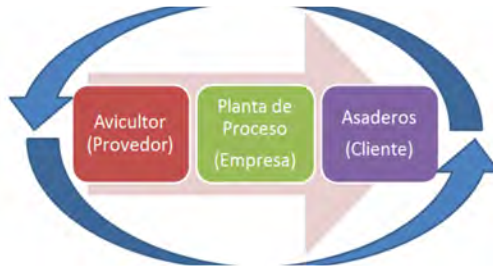 Avicultor
(Provedor)
Planta de
Proceso
(Empresa)
Asaderos
(Cliente)